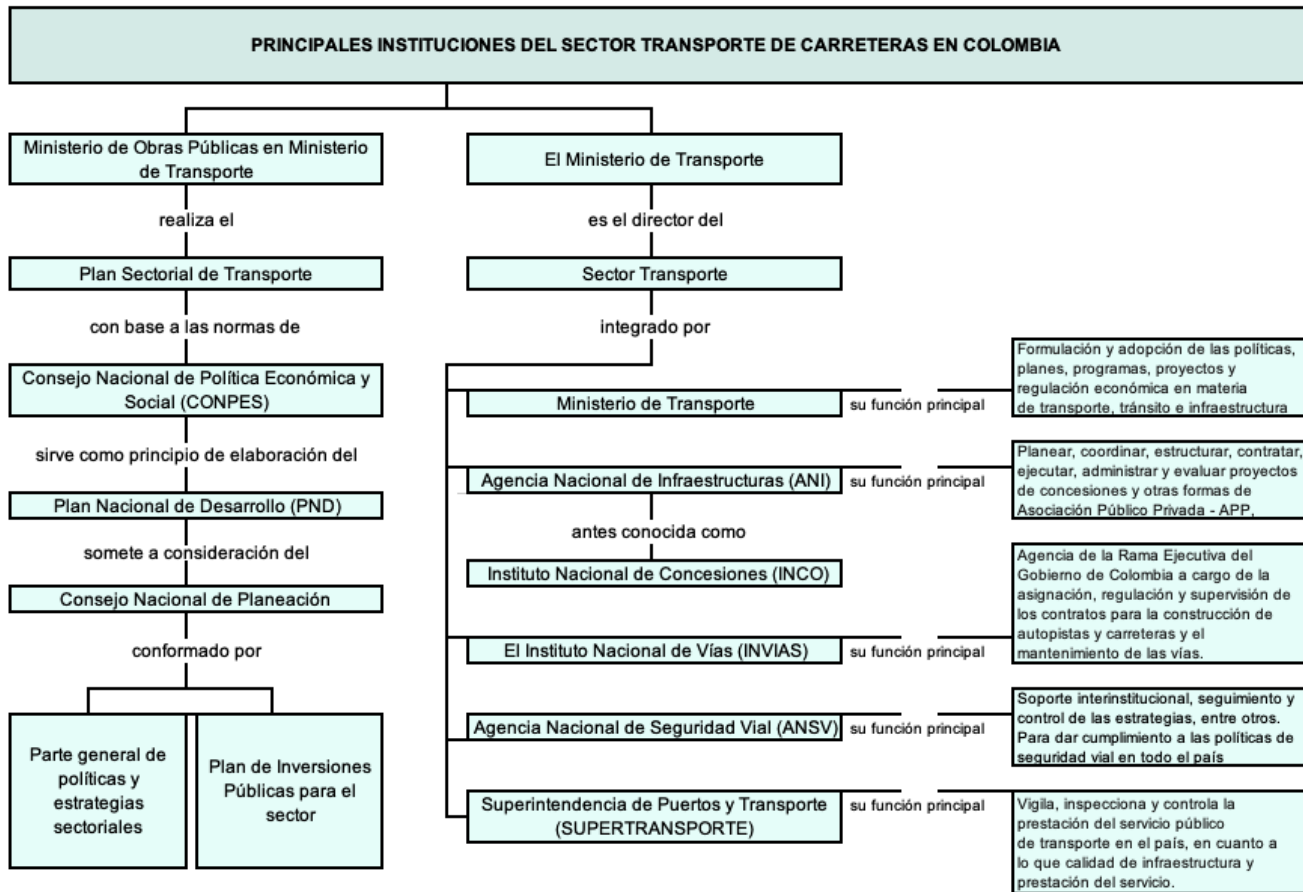 PRINCIPALES INSTITUCIONES DEL SECTOR TRANSPORTE DE CARRETERAS EN COLOMBIA
Ministerio de Obras Públicas en Ministerio
de Transporte
realiza el
Plan Sectorial de Transporte
con base a las normas de
Consejo Nacional de Política Económica y
Social (CONPES)
sirve como principio de elaboración del
Plan Nacional de Desarrollo (PND)
somete a consideración del
Consejo Nacional de Planeación
conformado por
Parte general de
políticas y
estrategias
sectoriales
Plan de Inversiones
Públicas para el
sector
El Ministerio de Transporte
es el director del
Sector Transporte
integrado por
Ministerio de Transporte
su función principal
Formulación y adopción de las políticas,
planes, programas, proyectos y
regulación económica en materia
de transporte, tránsito e infraestructura
Agencia Nacional de Infraestructuras (ANI)
su función principal
Planear, coordinar, estructurar, contratar,
ejecutar, administrar y evaluar proyectos
de concesiones y otras formas de
Asociación Público Privada - APP,
antes conocida como
Instituto Nacional de Concesiones (INCO)
El Instituto Nacional de Vías (INVIAS)
su función principal
Agencia de la Rama Ejecutiva del
Gobierno de Colombia a cargo de la
asignación, regulación y supervisión de
los contratos para la construcción de
autopistas y carreteras y el
mantenimiento de las vías.
Agencia Nacional de Seguridad Vial (ANSV)
su función principal
Soporte interinstitucional, seguimiento y
control de las estrategias, entre otros.
Para dar cumplimiento a las políticas de
seguridad vial en todo el país
Superintendencia de Puertos y Transporte
(SUPERTRANSPORTE)
su función principal
Vigila, inspecciona y controla la
prestación del servicio público
de transporte en el país, en cuanto a
lo que calidad de infraestructura y
prestación del servicio.